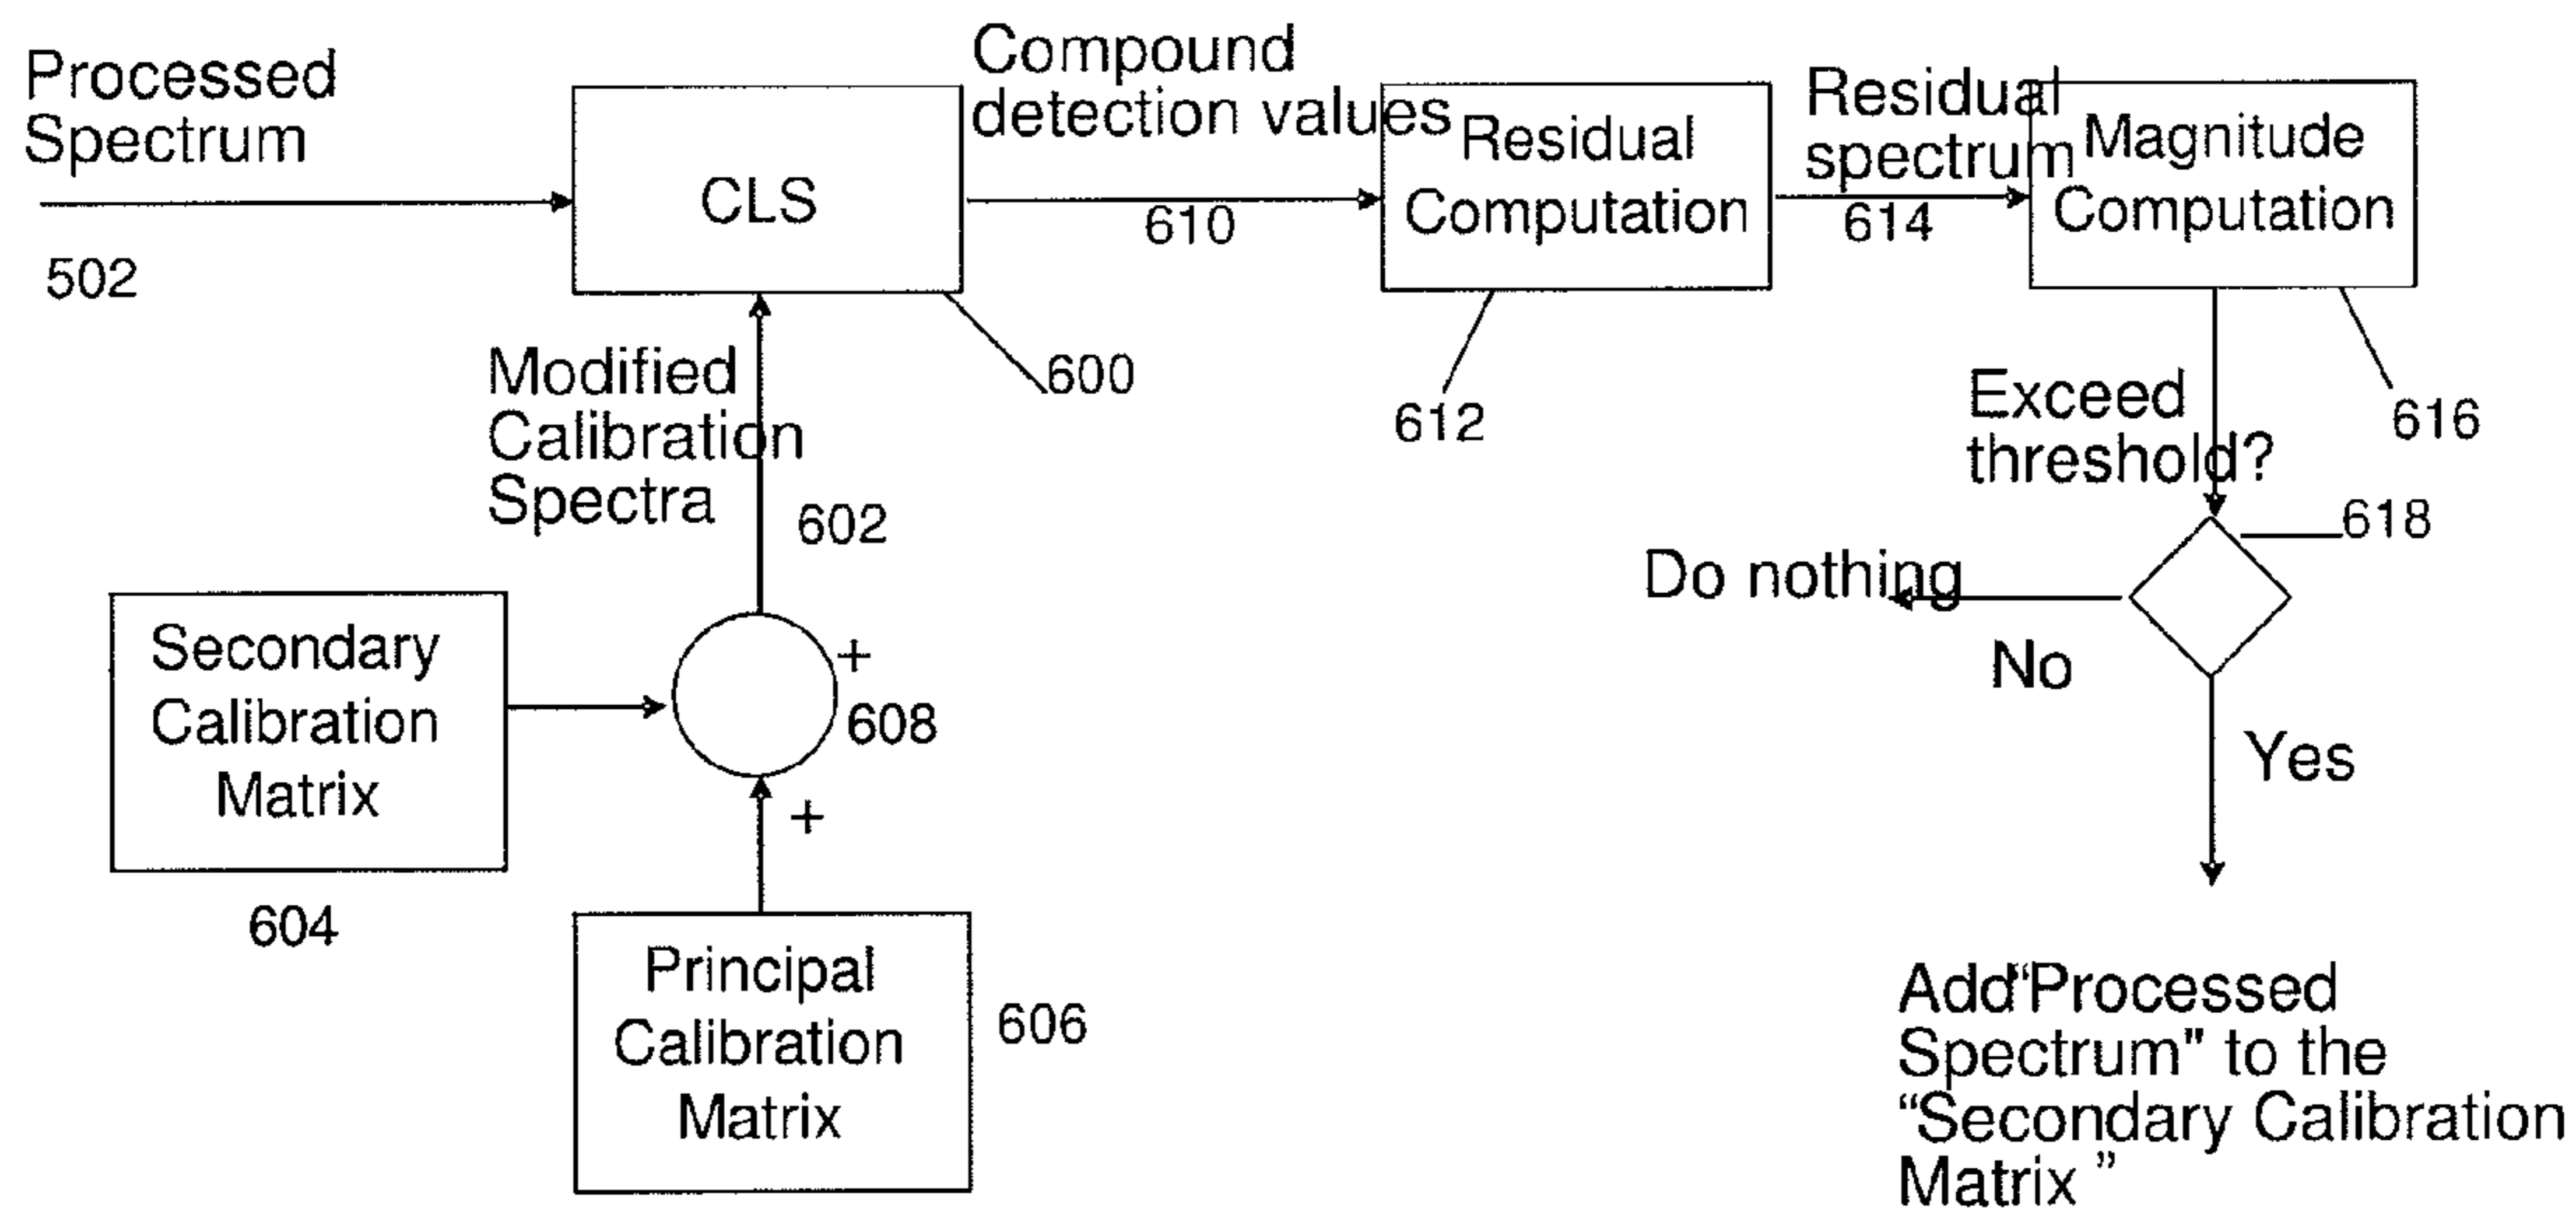 Processed
Spectrum
502
CLS
600
Compound
detection values
610
Residual
Computation
612
Residual
spectrum
614
Magnitude
Computation
616
Modified
Calibration
Spectra
602
Secondary
Calibration
Matrix
604
+
608
+
Principal
Calibration
Matrix
606
Exceed
threshold?
618
Do nothing
No
Yes
Add“Processed
Spectrum" to the
“Secondary Calibration
Matrix ”